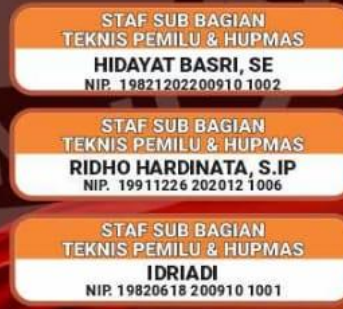 STAF SUB BAGIAN
TEKNIS PEMILU & HUPMAS
HIDAYAT BASRI, SE
NIP. 19821202200910 1002
STAF SUB BAGIAN
TEKNIS PEMILU & HUPMAS
RIDHO HARDINATA, S.IP
NIP. 19911226 202012 1006
STAF SUB BAGIAN
TEKNIS PEMILU & HUPMAS
IDRIADI
NIP. 19820618 200910 1001